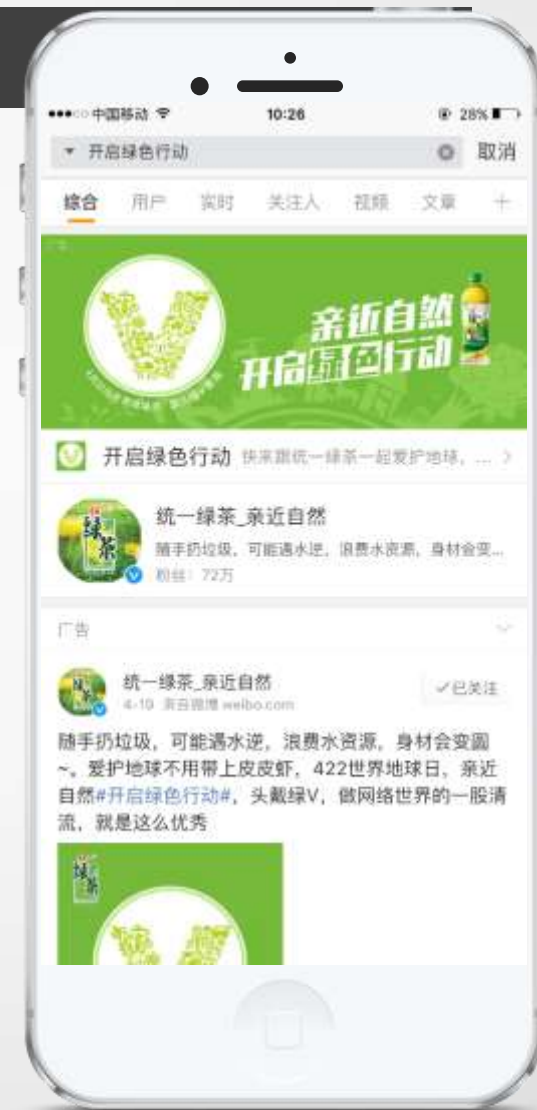 中国移动 10:26 28%
开启绿色行动 取消
综合 用户 实时 关注人 视频 文章
广告
亲近自然
开启绿色行动
开启绿色行动 快来跟统一绿茶一起爱护地球，... >
绿茶
统一绿茶_亲近自然
随手扔垃圾，可能遇水逆，浪费水资源，身材会变...
粉丝：72万
广告
统一绿茶_亲近自然 已关注
4-19 来自微博 weibo.com
随手扔垃圾，可能遇水逆，浪费水资源，身材会变圆
~。爱护地球不用带上皮皮虾，422世界地球日、亲近
自然#开启绿色行动#，头戴绿V，做网络世界的一股清
流，就是这么优秀
绿茶